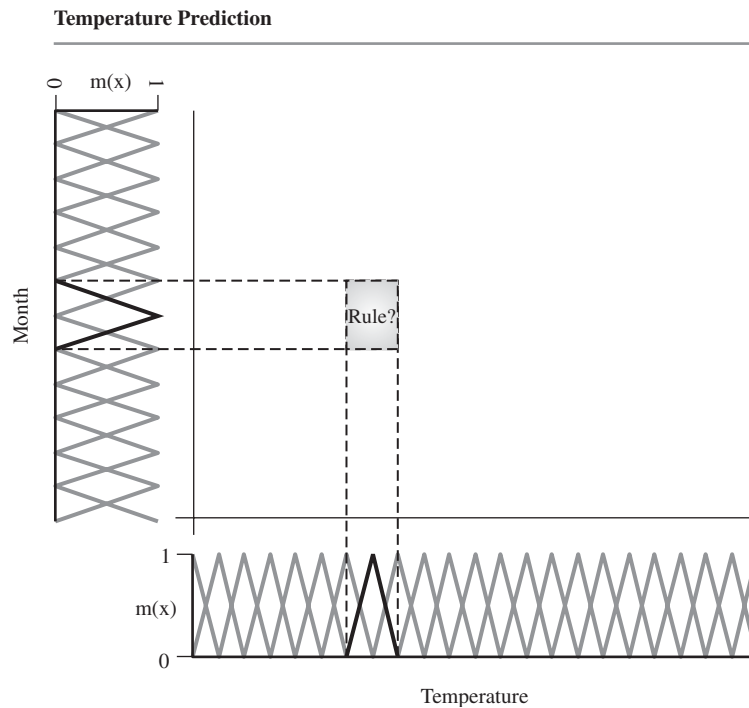 Temperature Prediction
0 m(x) 1
Month
Rule?
1
m(x)
0
Temperature